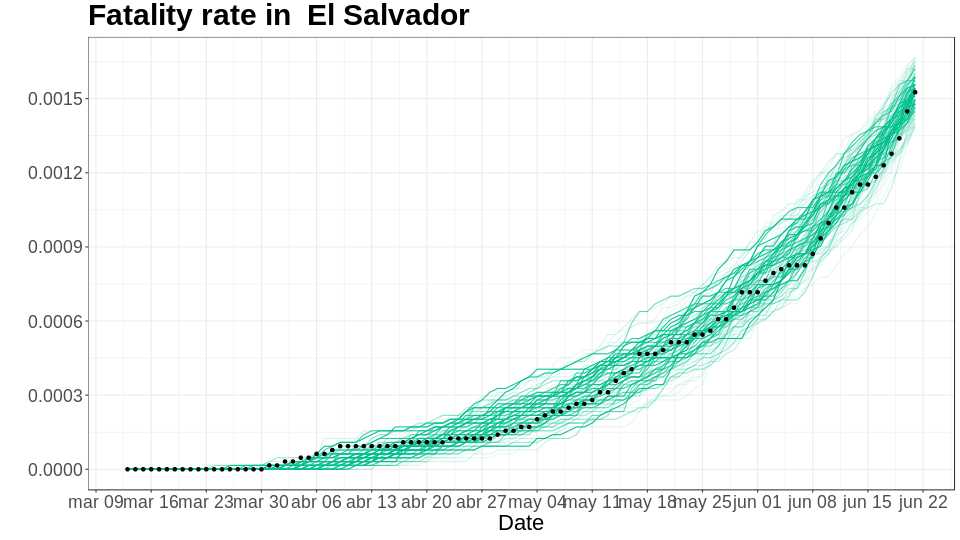 Fatality rate in  El Salvador
0.0015
0.0012
0.0009
0.0006
0.0003
0.0000
mar 09 mar 16 mar 23 mar 30 abr 06 abr 13 abr 20 abr 27 may 04 may 11 may 18 may 25 jun 01 jun 08 jun 15 jun 22
Date